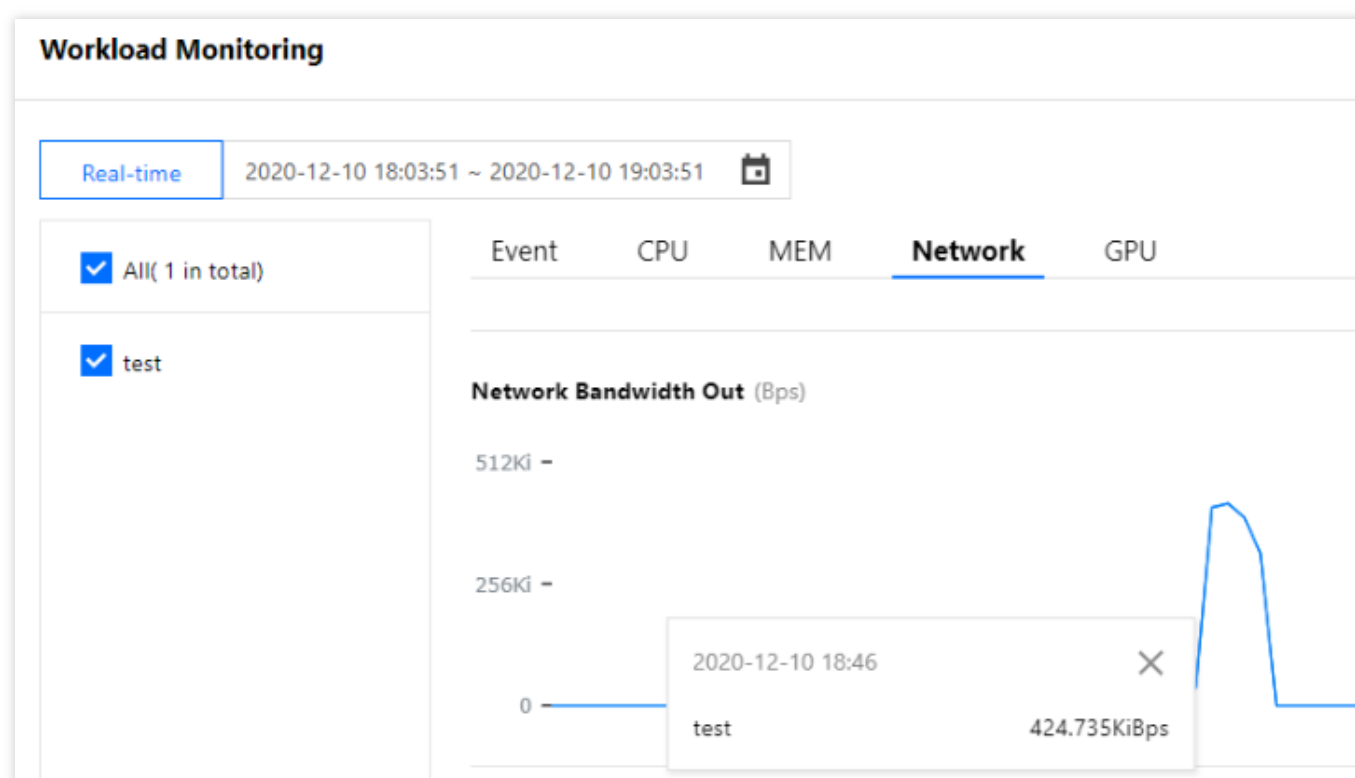 Workload Monitoring
Real-time 2020-12-10 18:03:51 ~ 2020-12-10 19:03:51
All( 1 in total)
test
Event CPU MEM Network GPU
Network Bandwidth Out (Bps)
512Ki
256Ki
0
2020-12-10 18:46
test 424.735KiBps